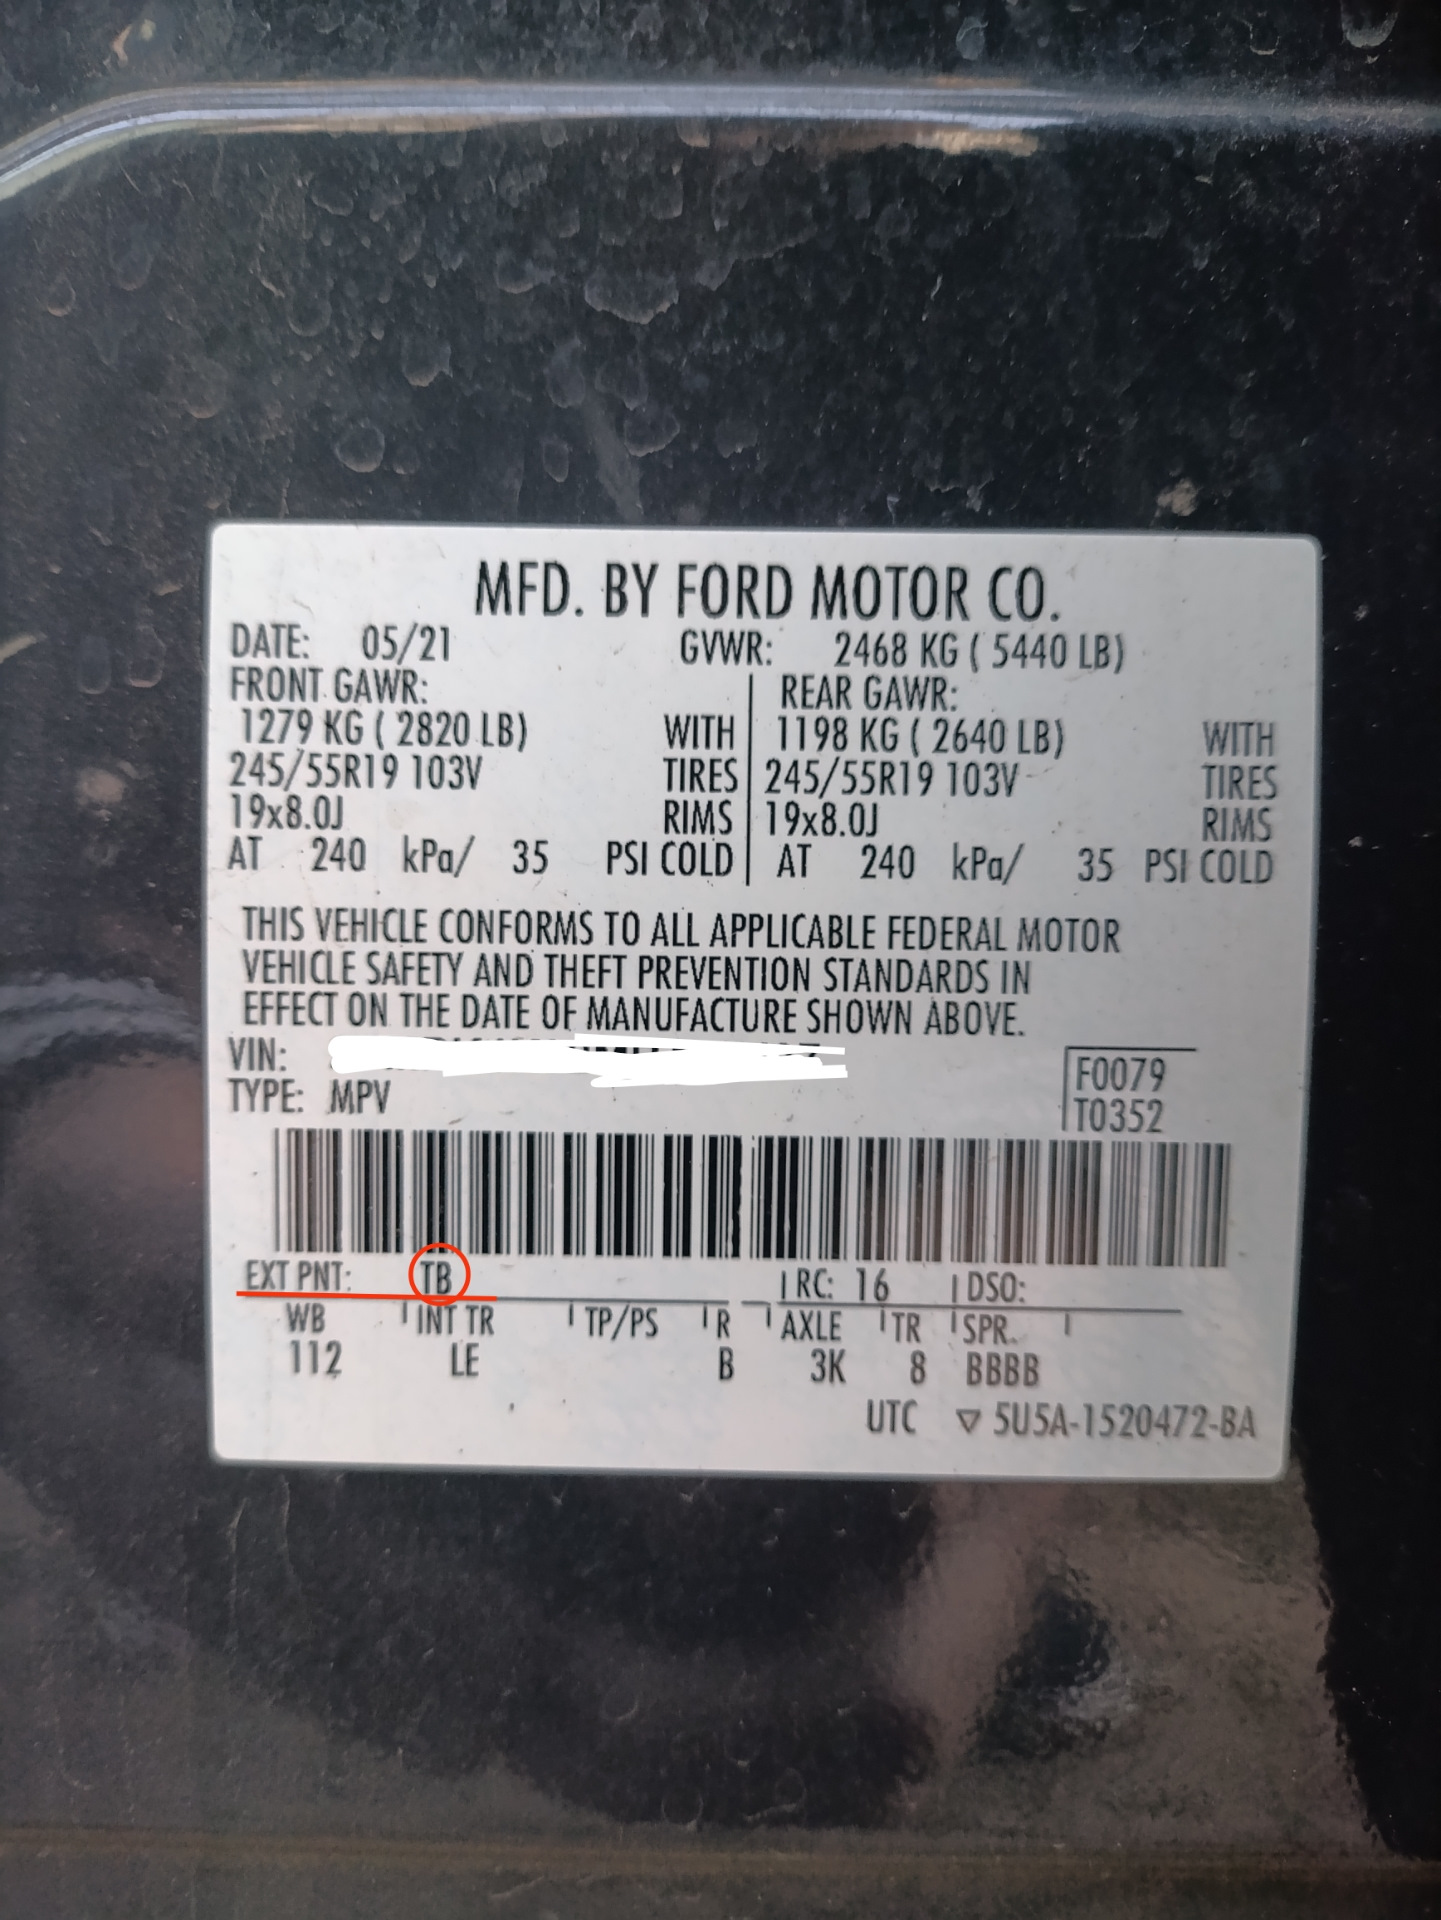 MFD. BY FORD MOTOR CO.
DATE: 05/21 GVWR: 2468 KG ( 5440 LB)
FRONT GAWR: REAR GAWR:
1279 KG ( 2820 LB) WITH 1198 KG ( 2640 LB) WITH
245/55R19 103V TIRES 245/55R19 103V TIRES
19x8.0J RIMS 19x8.0J RIMS
AT 240 kPa/ 35 PSI COLD AT 240 kPa/ 35 PSI COLD
THIS VEHICLE CONFORMS TO ALL APPLICABLE FEDERAL MOTOR
VEHICLE SAFETY AND THEFT PREVENTION STANDARDS IN
EFFECT ON THE DATE OF MANUFACTURE SHOWN ABOVE.
VIN:
F0079
TYPE: MPV
T0352
EXT PNT: TB RC: 16 DSO:
WB INT TR TP/PS R AXLE TR SPR.
112 LE B 3K 8 BBBB
UTC ▽ 5U5A-1520472-BA